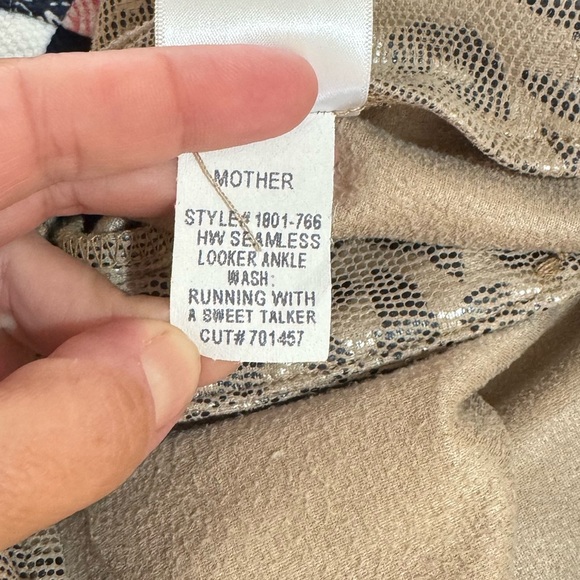 MOTHER
STYLE# 1801-766
HW SEAMLESS
LOOKER ANKLE
WASH:
RUNNING WITH
A SWEET TALKER
CUT# 701457